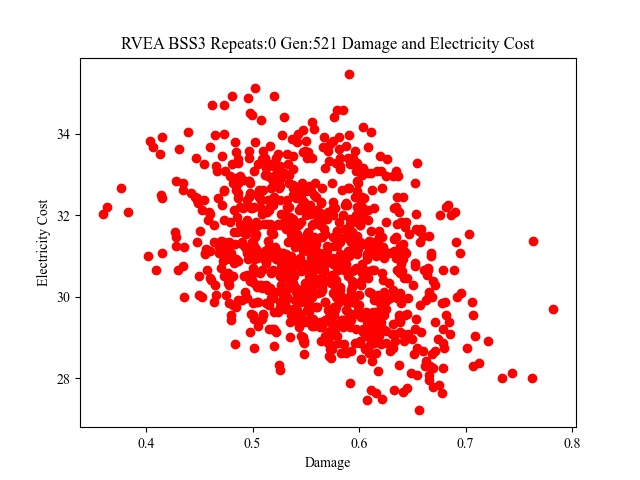 RVEA BSS3 Repeats:0 Gen:521 Damage and Electricity Cost
34
32
30
28
Electricity Cost
0.4 0.5 0.6 0.7 0.8
Damage